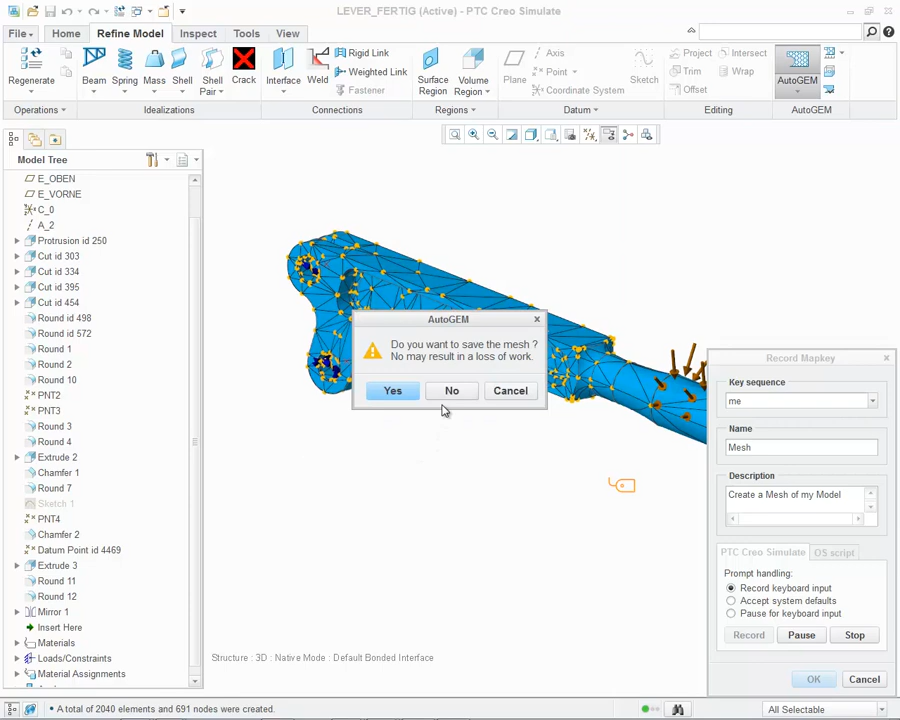 LEVER_FERTIG (Active) - PTC Creo Simulate
File
Home
Refine Model
Inspect
Tools
View
Regenerate
Beam
Spring
Mass
Shell
Shell
Pair
Crack
Interface
Weld
Rigid Link
Weighted Link
Fastener
Surface
Region
Volume
Region
Plane
Axis
Point
Coordinate System
Sketch
Project
Intersect
Trim
Wrap
Offset
AutoGEM
Operations
Idealizations
Connections
Regions
Datum
Editing
AutoGEM
Model Tree
E_OBEN
E_VORNE
C_0
A_2
Protrusion id 250
Cut id 303
Cut id 334
Cut id 395
Cut id 454
Round id 498
Round id 572
Round 1
Round 2
Round 10
PNT2
PNT3
Round 3
Round 4
Extrude 2
Chamfer 1
Round 7
Sketch 1
PNT4
Chamfer 2
Datum Point id 4469
Extrude 3
Round 11
Round 12
Mirror 1
Insert Here
Materials
Loads/Constraints
Material Assignments
AutoGEM
Do you want to save the mesh ?
No may result in a loss of work.
Yes
No
Cancel
Record Mapkey
Key sequence
me
Name
Mesh
Description
Create a Mesh of my Model
PTC Creo Simulate
OS script
Prompt handling:
Record keyboard input
Accept system defaults
Pause for keyboard input
Record
Pause
Stop
OK
Cancel
Structure : 3D : Native Mode : Default Bonded Interface
• A total of 2040 elements and 691 nodes were created.
All Selectable